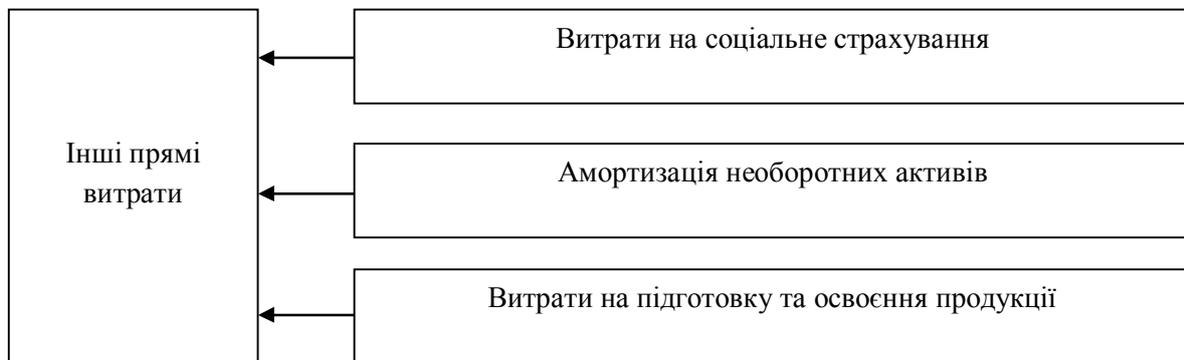 Витрати на соціальне страхування
Інші прямі
витрати
Амортизація необоротних активів
Витрати на підготовку та освоєння продукції